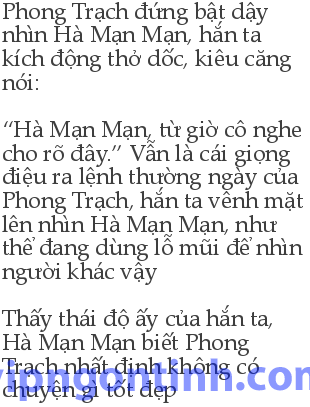 Phong Trạch đứng bật dậy
nhìn Hà Mạn Mạn, hắn ta
kích động thở dốc, kiêu căng
nói:
“Hà Mạn Mạn, từ giờ cô nghe
cho rõ đây.” Vẫn là cái giọng
điệu ra lệnh thường ngày của
Phong Trạch, hắn ta vênh mặt
lên nhìn Hà Mạn Mạn, như
thể đang dùng lỗ mũi để nhìn
người khác vậy
Thấy thái độ ấy của hắn ta,
Hà Mạn Mạn biết Phong
Trạch nhất định không có
vipngontinh.com
chuyện gì tốt đẹp